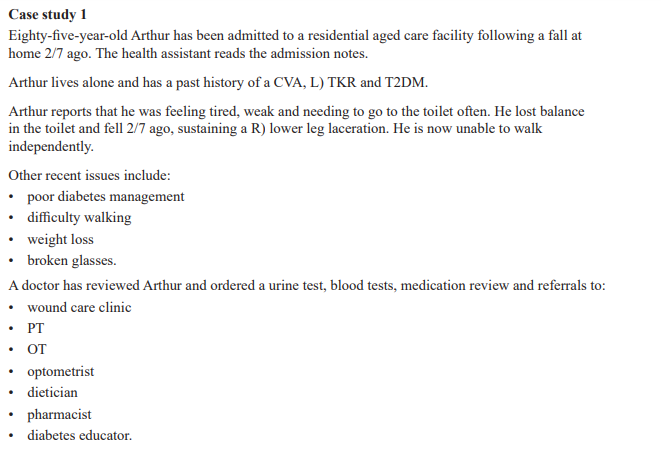 Case study 1
Eighty-five-year-old Arthur has been admitted to a residential aged care facility following a fall at
home 2/7 ago. The health assistant reads the admission notes.
Arthur lives alone and has a past history of a CVA, L) TKR and T2DM.
Arthur reports that he was feeling tired, weak and needing to go to the toilet often. He lost balance
in the toilet and fell 2/7 ago, sustaining a R) lower leg laceration. He is now unable to walk
independently.
Other recent issues include:
• poor diabetes management
• difficulty walking
• weight loss
• broken glasses.
A doctor has reviewed Arthur and ordered a urine test, blood tests, medication review and referrals to:
• wound care clinic
• PT
• OT
• optometrist
• dietician
• pharmacist
• diabetes educator.